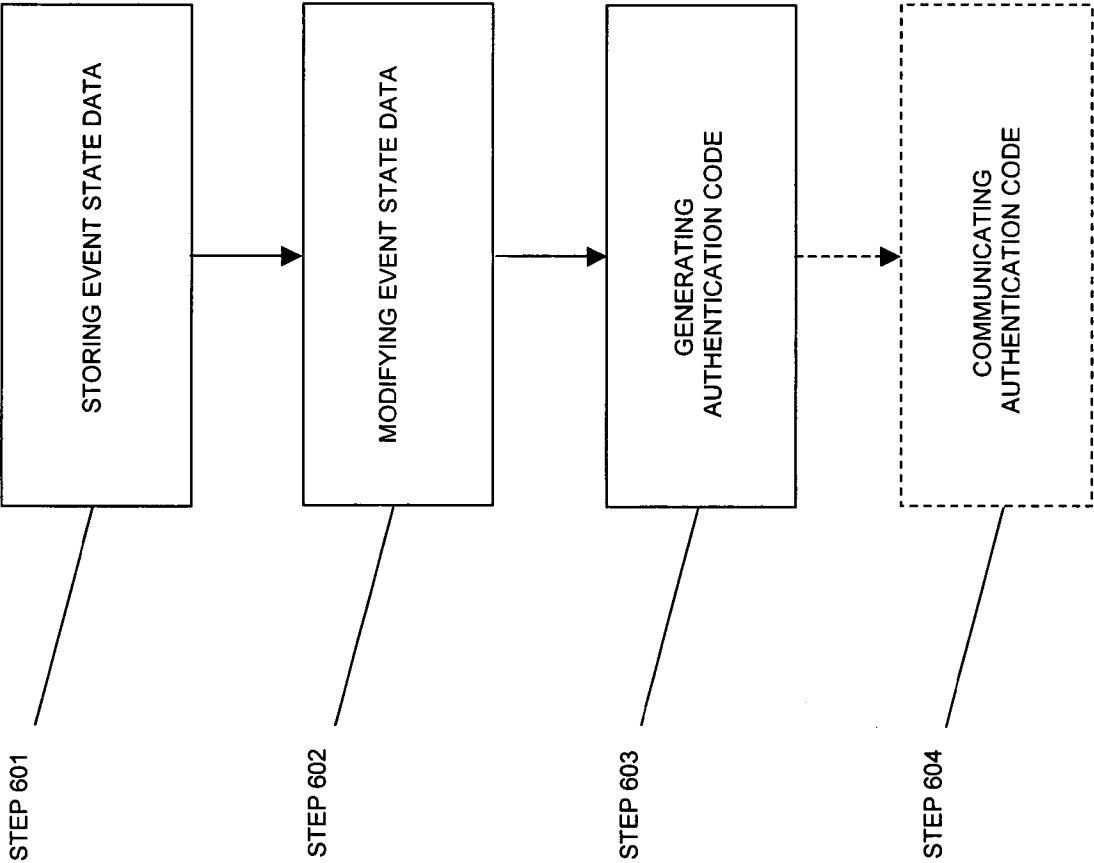 STEP 601
STORING EVENT STATE DATA
STEP 602
MODIFYING EVENT STATE DATA
STEP 603
GENERATING
AUTHENTICATION CODE
STEP 604
COMMUNICATING
AUTHENTICATION CODE